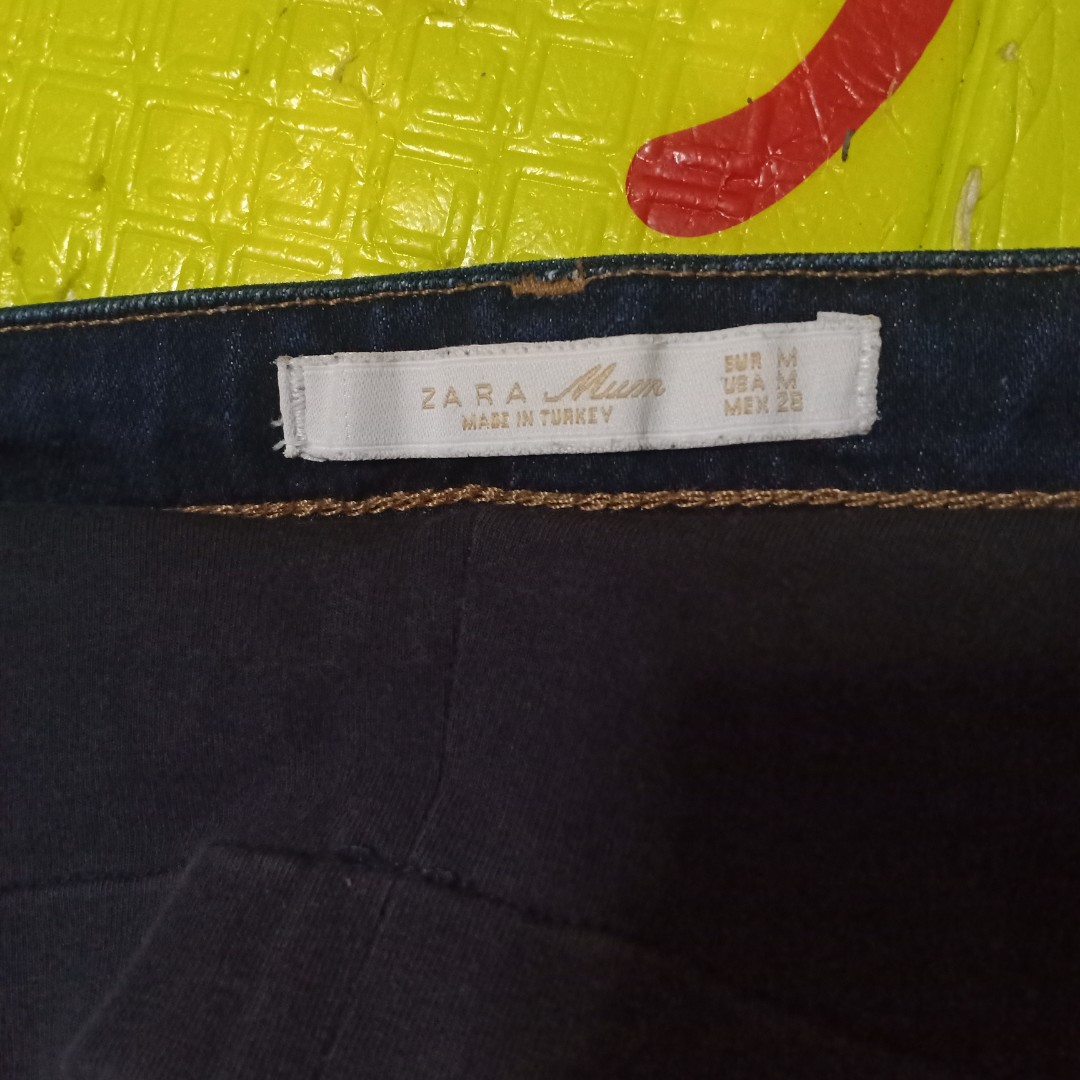 ZARA Mum
MADE IN TURKEY
EUR M
USA M
MEX 28